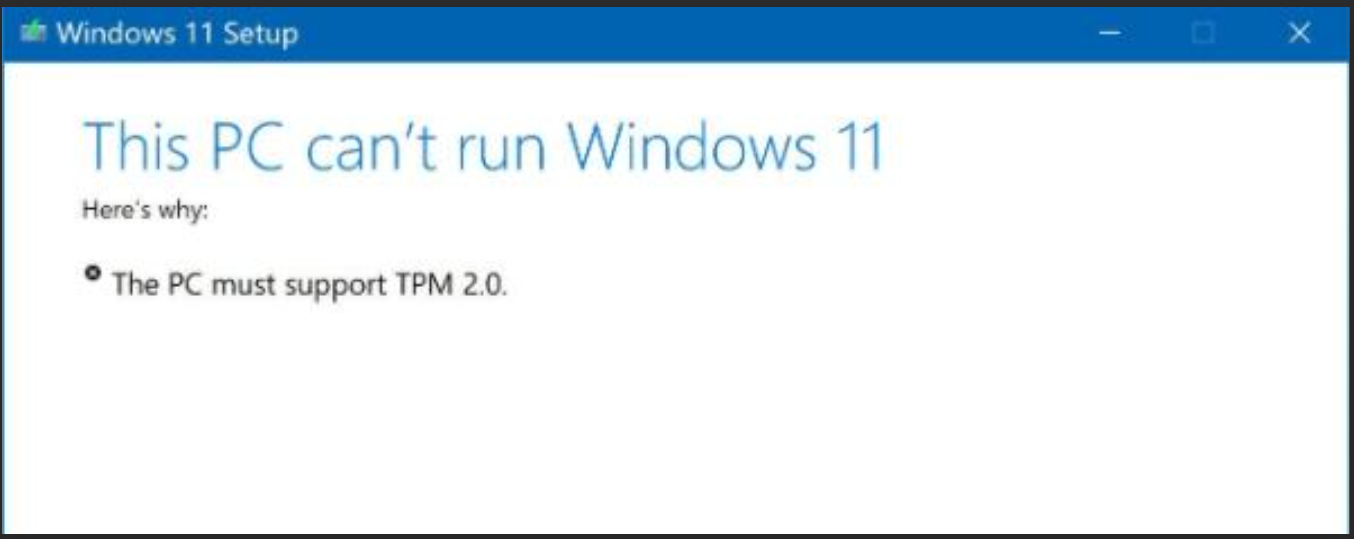 Windows 11 Setup
This PC can't run Windows 11
Here's why:
The PC must support TPM 2.0.